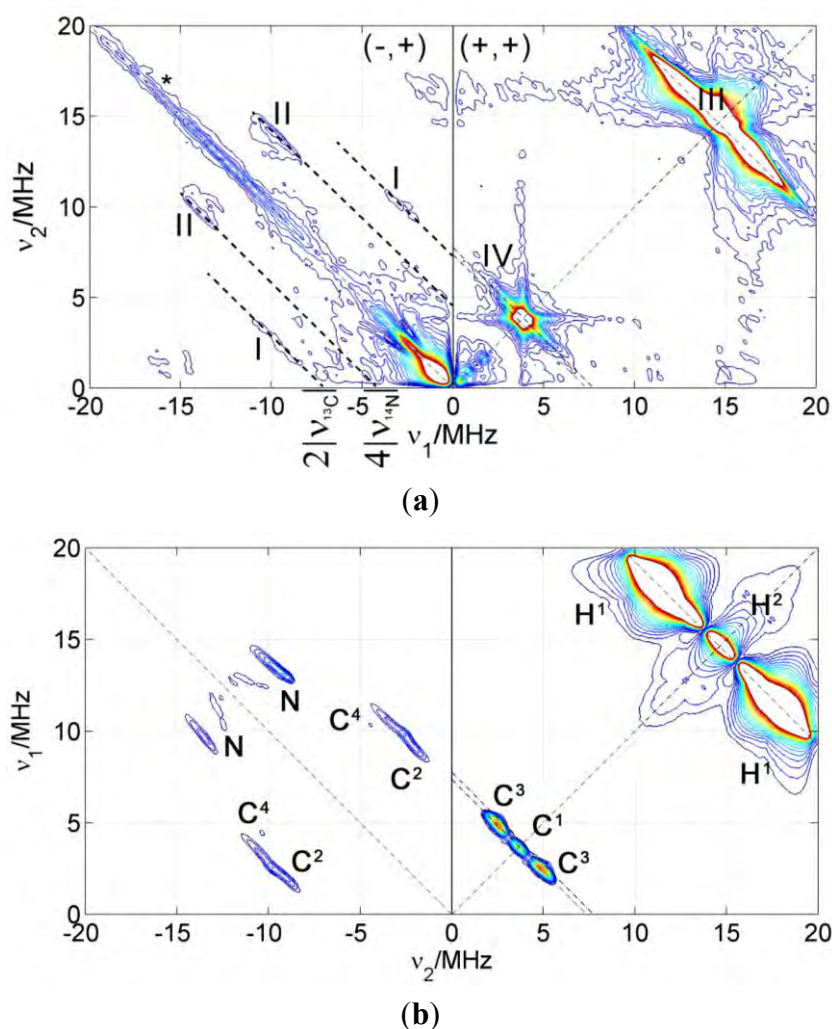 20
(-,+) (+,+)
*
II
III
15
I
II
10
ν₂/MHz
IV
5
I
0
-20 -15 -10 -5 0 5 10 15 20
2|ν₁₃C| 4|ν₁₄N| ν₁/MHz
(a)
20
H¹
H²
15
N
N
C⁴
H¹
10
ν₁/MHz
C²
C³
5
C⁴
C¹
C²
C³
0
-20 -15 -10 -5 0 5 10 15 20
ν₂/MHz
(b)